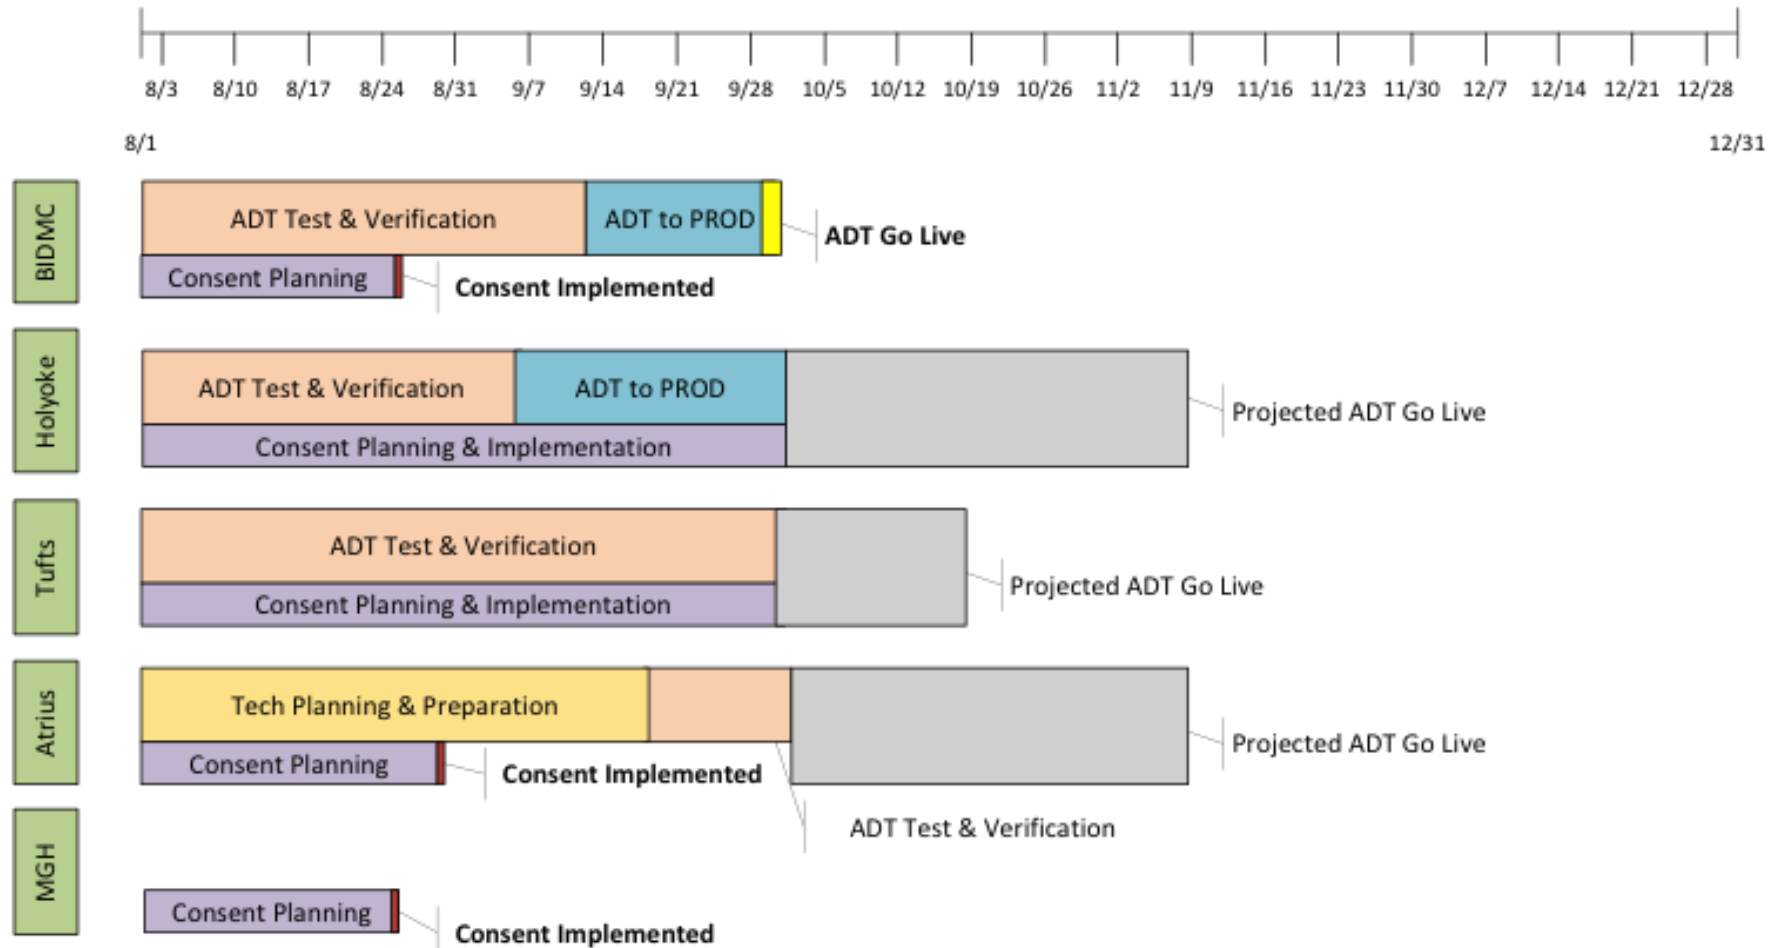 8/3 8/10 8/17 8/24 8/31 9/7 9/14 9/21 9/28 10/5 10/12 10/19 10/26 11/2 11/9 11/16 11/23 11/30 12/7 12/14 12/21 12/28
8/1 12/31
BIDMC
ADT Test & Verification
ADT to PROD
ADT Go Live
Consent Planning
Consent Implemented
Holyoke
ADT Test & Verification
ADT to PROD
Projected ADT Go Live
Consent Planning & Implementation
Tufts
ADT Test & Verification
Projected ADT Go Live
Consent Planning & Implementation
Atrius
Tech Planning & Preparation
Projected ADT Go Live
Consent Planning
Consent Implemented
ADT Test & Verification
MGH
Consent Planning
Consent Implemented